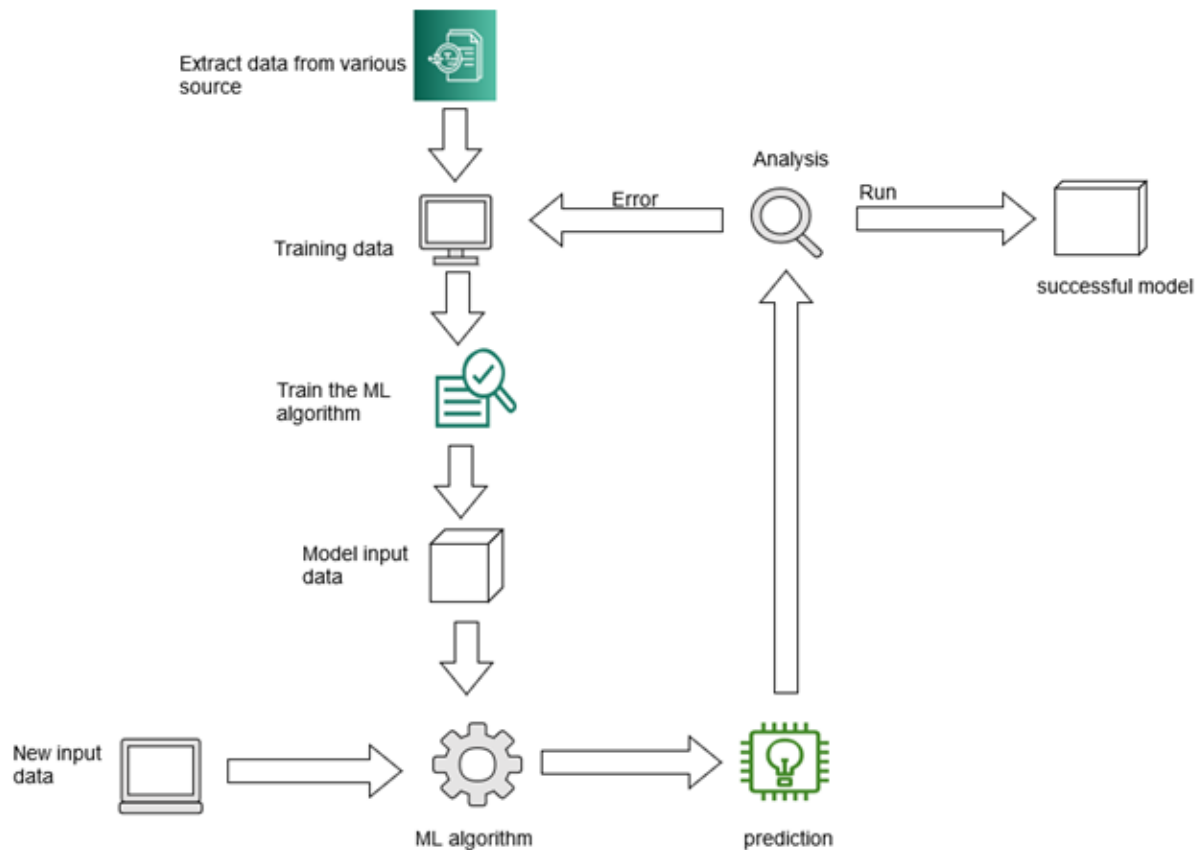 Extract data from various
source
Analysis
Error
Run
Training data
successful model
Train the ML
algorithm
Model input
data
New input
data
ML algorithm
prediction